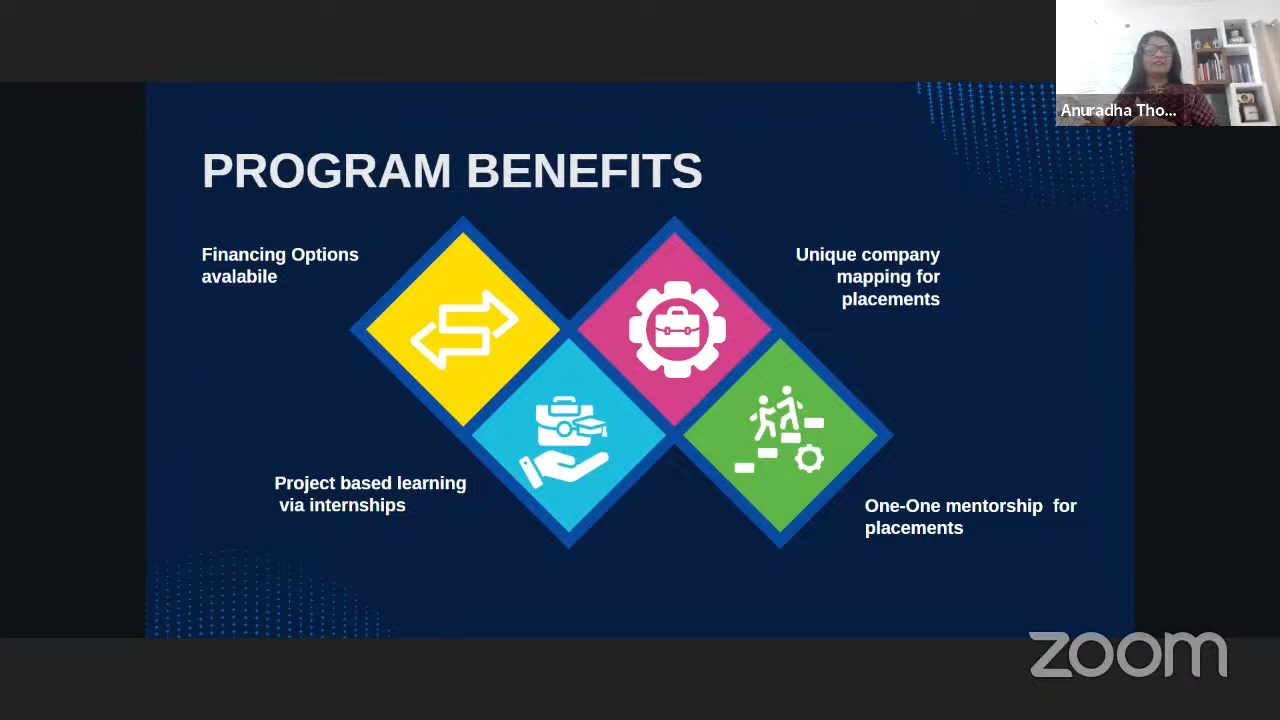 Anuradha Tho...
PROGRAM BENEFITS
Financing Options
avalabile
Unique company
mapping for
placements
Project based learning
via internships
One-One mentorship  for
placements
zoom